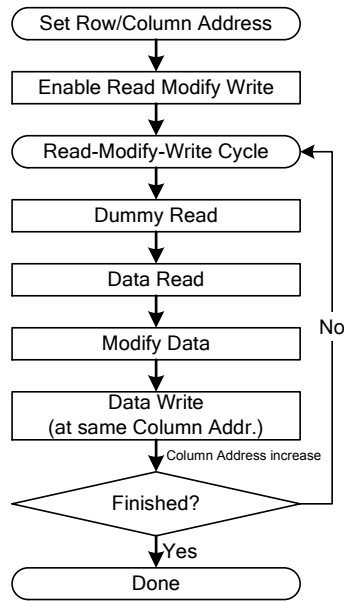 Set Row/Column Address
Enable Read Modify Write
Read-Modify-Write Cycle
Dummy Read
Data Read
Modify Data
No
Data Write
(at same Column Addr.)
Column Address increase
Finished?
Yes
Done